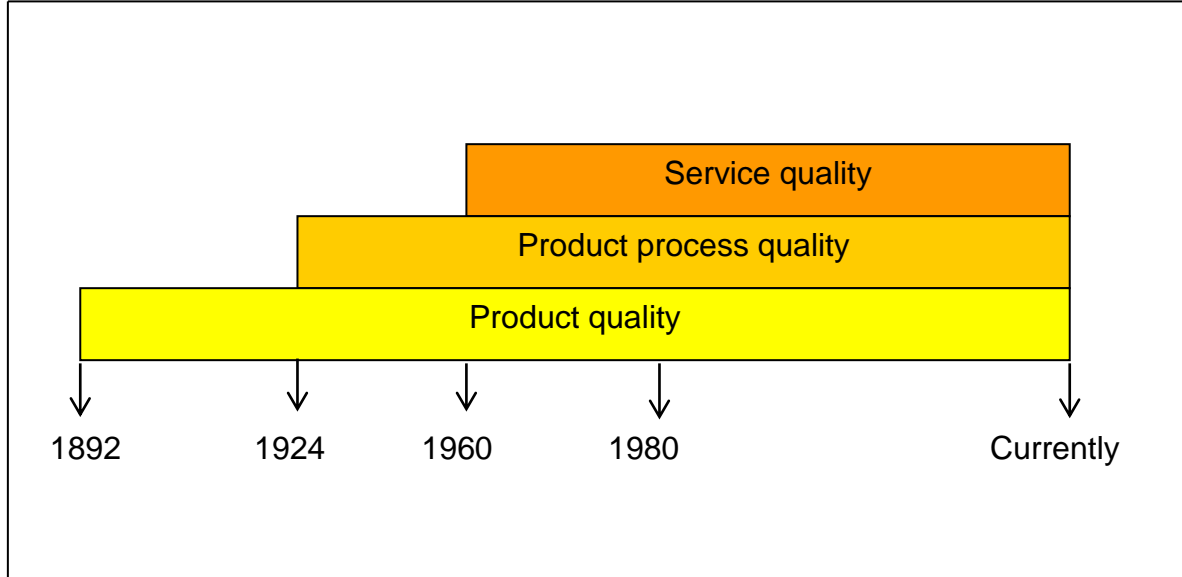 Service quality
Product process quality
Product quality
1892 1924 1960 1980 Currently